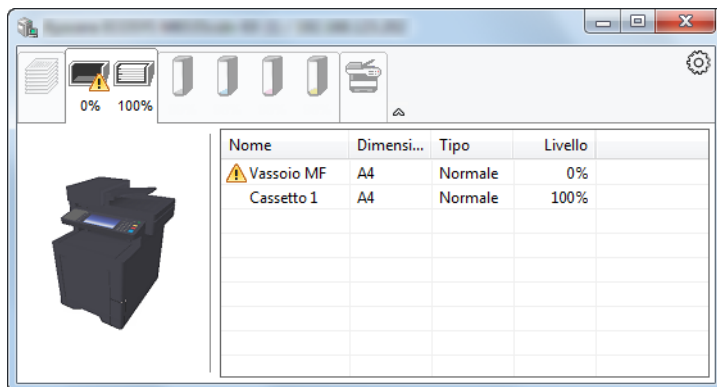 0% 100%
Nome Dimensi... Tipo Livello
Vassoio MF A4 Normale 0%
Cassetto 1 A4 Normale 100%